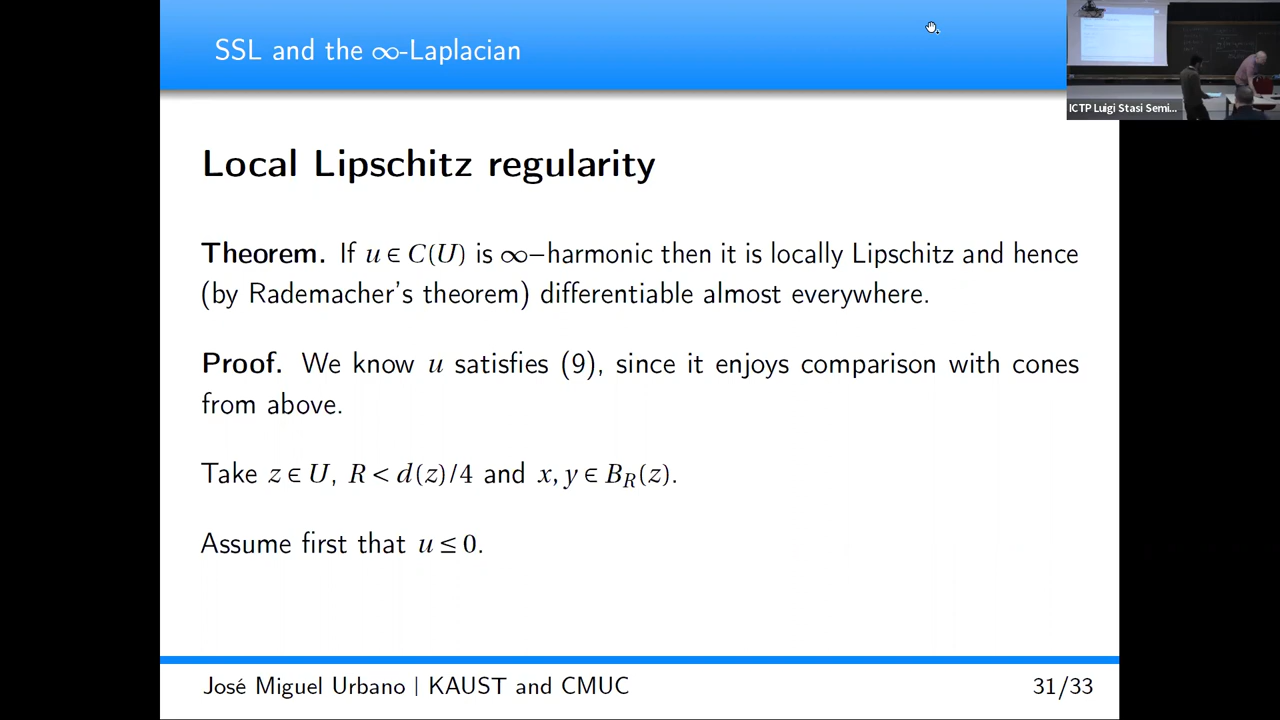 SSL and the ∞-Laplacian
ICTP Luigi Stasi Semi...
Local Lipschitz regularity
Theorem. If u ∈ C(U) is ∞−harmonic then it is locally Lipschitz and hence
(by Rademacher's theorem) differentiable almost everywhere.
Proof. We know u satisfies (9), since it enjoys comparison with cones
from above.
Take z ∈ U, R < d(z)/4 and x, y ∈ B_R(z).
Assume first that u ≤ 0.
José Miguel Urbano | KAUST and CMUC
31/33